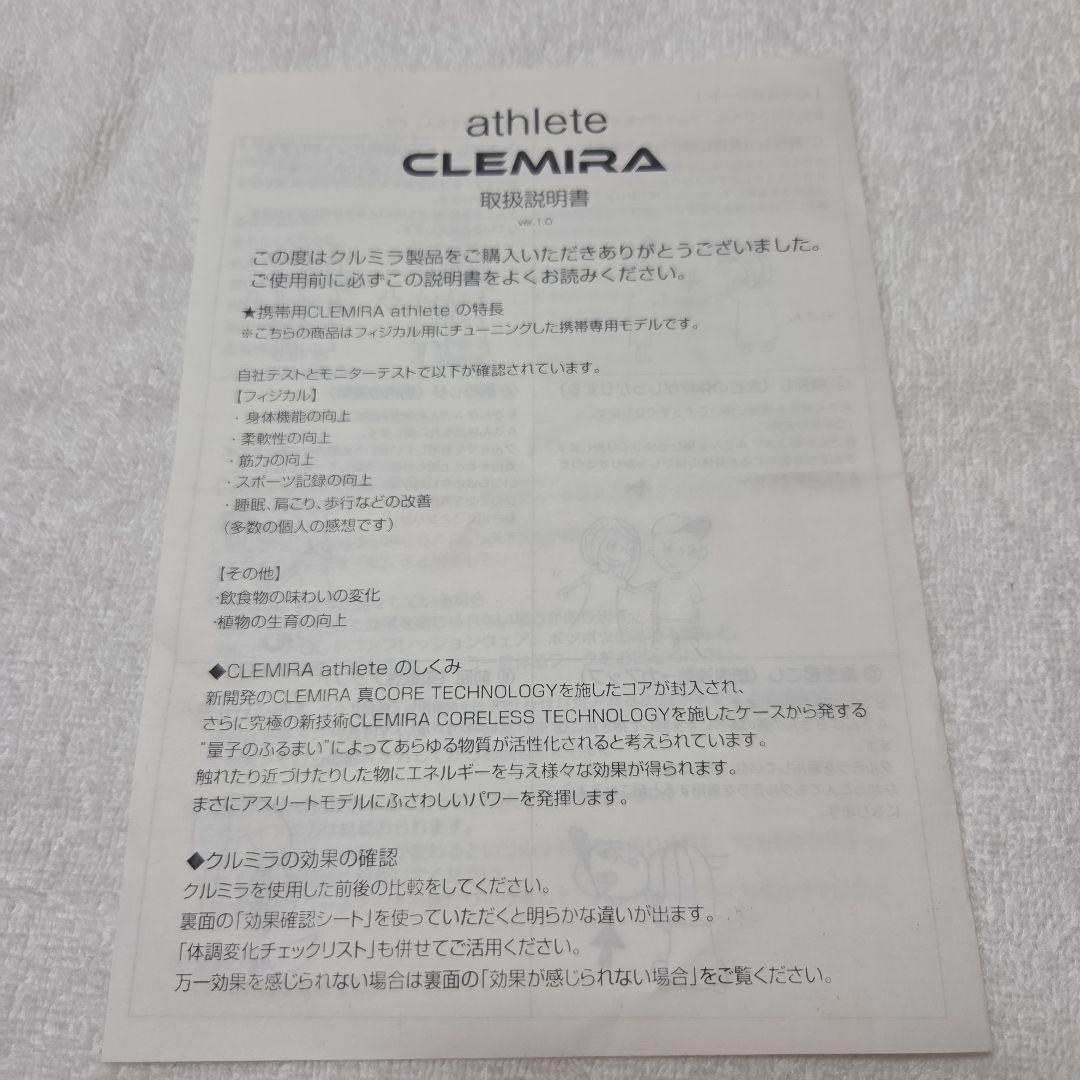 athlete
CLEMIRA
取扱説明書
ver.1.0
この度はクルミラ製品をご購入いただきありがとうございました。
ご使用前に必ずこの説明書をよくお読みください。
★携帯用CLEMIRA athlete の特長
※こちらの商品はフィジカル用にチューニングした携帯専用モデルです。
自社テストとモニターテストで以下が確認されています。
【フィジカル】
・身体機能の向上
・柔軟性の向上
・筋力の向上
・スポーツ記録の向上
・睡眠、肩こり、歩行などの改善
（多数の個人の感想です）
【その他】
・飲食物の味わいの変化
・植物の生育の向上
◆CLEMIRA athlete のしくみ
新開発のCLEMIRA 真CORE TECHNOLOGYを施したコアが封入され、
さらに究極の新技術CLEMIRA CORELESS TECHNOLOGYを施したケースから発する
"量子のふるまい"によってあらゆる物質が活性化されると考えられています。
触れたり近づけたりした物にエネルギーを与え様々な効果が得られます。
まさにアスリートモデルにふさわしいパワーを発揮します。
◆クルミラの効果の確認
クルミラを使用した前後の比較をしてください。
裏面の「効果確認シート」を使っていただくと明らかな違いが出ます。
「体調変化チェックリスト」も併せてご活用ください。
万一効果を感じられない場合は裏面の「効果が感じられない場合」をご覧ください。